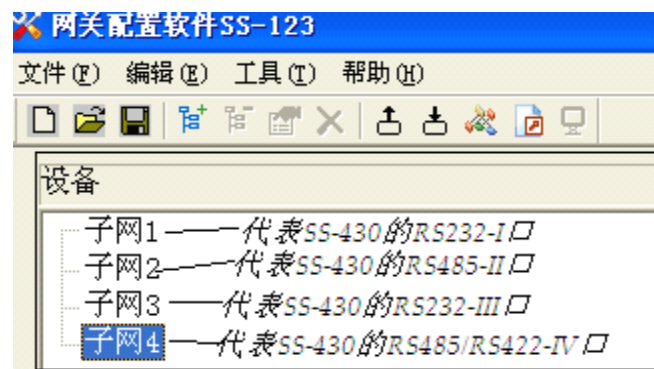 网关配置软件SS-123
文件(F) 编辑(E) 工具(T) 帮助(H)
设备
子网1——代表SS-430的RS232-I口
子网2——代表SS-430的RS485-II口
子网3——代表SS-430的RS232-III口
子网4——代表SS-430的RS485/RS422-IV口